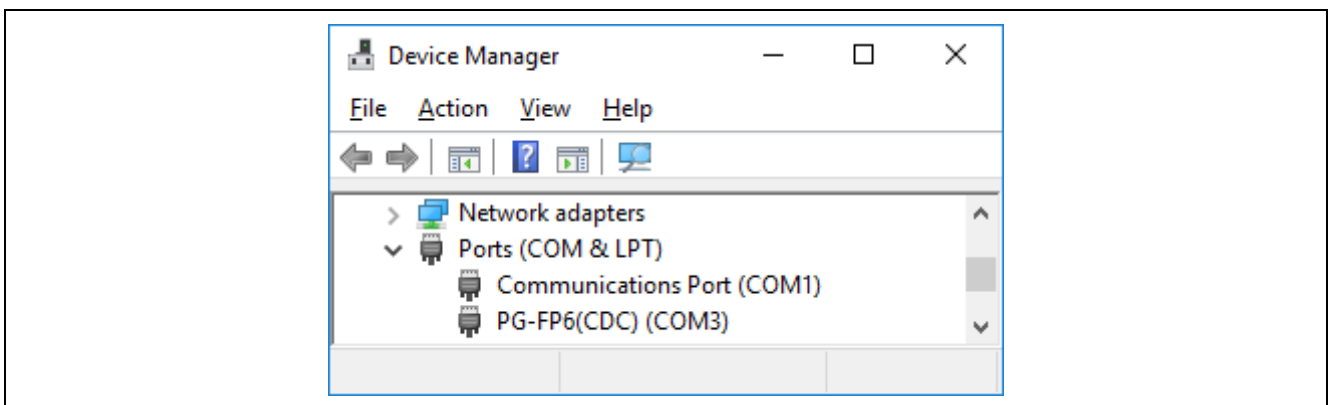 Device Manager
File Action View Help
Network adapters
Ports (COM & LPT)
Communications Port (COM1)
PG-FP6(CDC) (COM3)